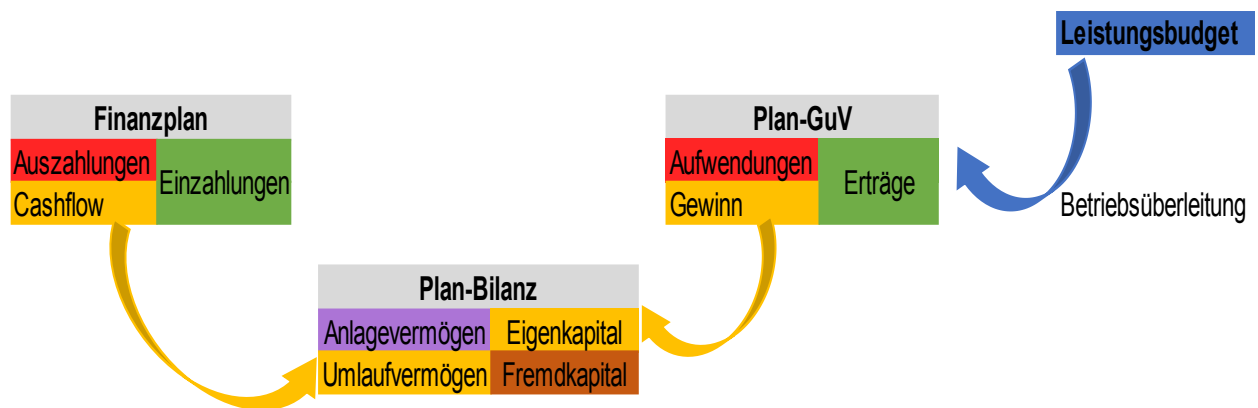 Leistungsbudget
Finanzplan
Auszahlungen
Einzahlungen
Cashflow
Plan-GuV
Aufwendungen
Erträge
Gewinn
Betriebsüberleitung
Plan-Bilanz
Anlagevermögen Eigenkapital
Umlaufvermögen Fremdkapital